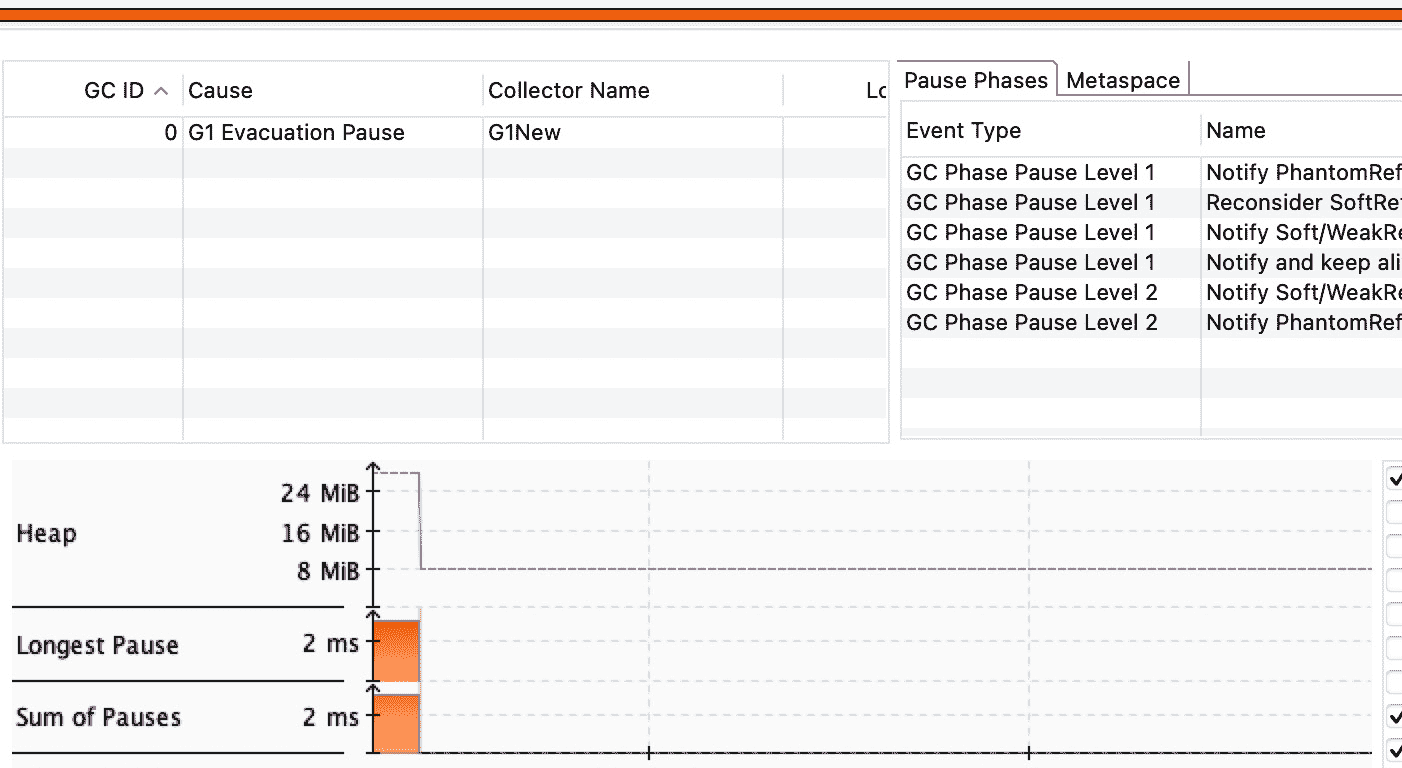 GC ID Cause Collector Name
0 G1 Evacuation Pause G1New
Pause Phases Metaspace
Event Type Name
GC Phase Pause Level 1 Notify PhantomRef
GC Phase Pause Level 1 Reconsider SoftRef
GC Phase Pause Level 1 Notify Soft/WeakRe
GC Phase Pause Level 1 Notify and keep ali
GC Phase Pause Level 2 Notify Soft/WeakRe
GC Phase Pause Level 2 Notify PhantomRef
Heap
24 MiB
16 MiB
8 MiB
Longest Pause 2 ms
Sum of Pauses 2 ms